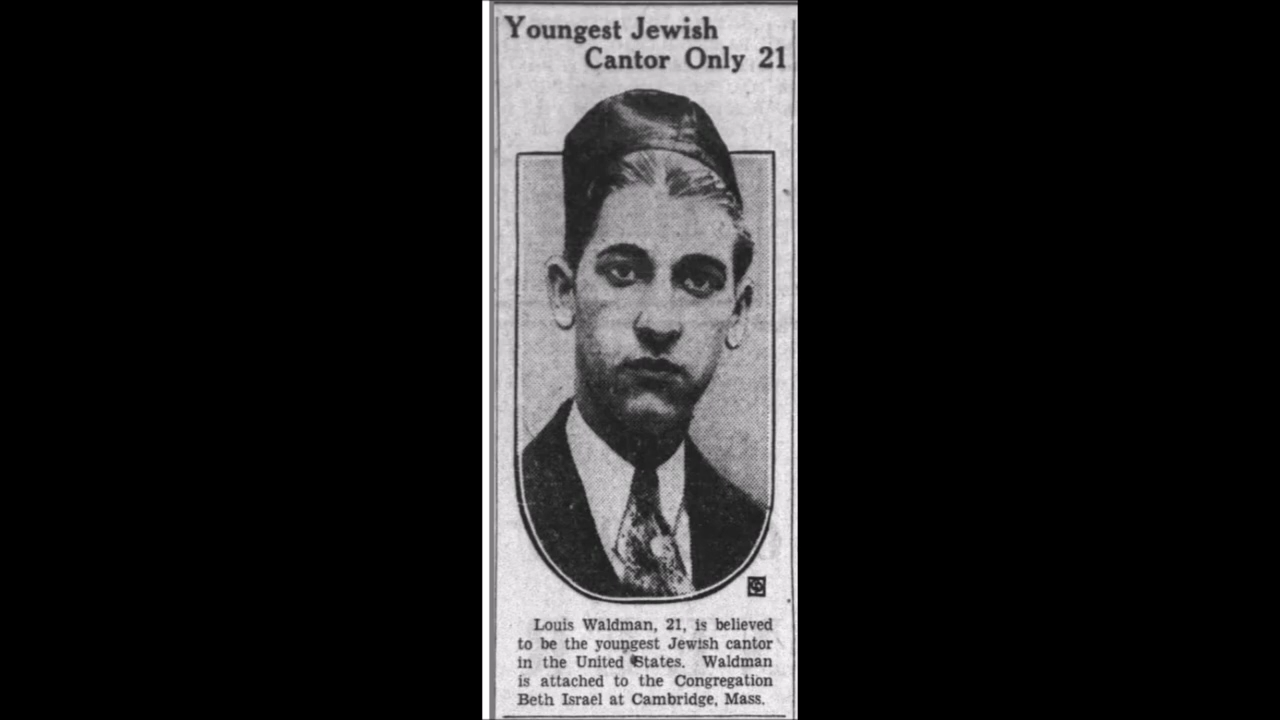 Youngest Jewish
Cantor Only 21
Louis Waldman, 21, is believed
to be the youngest Jewish cantor
in the United States. Waldman
is attached to the Congregation
Beth Israel at Cambridge, Mass.